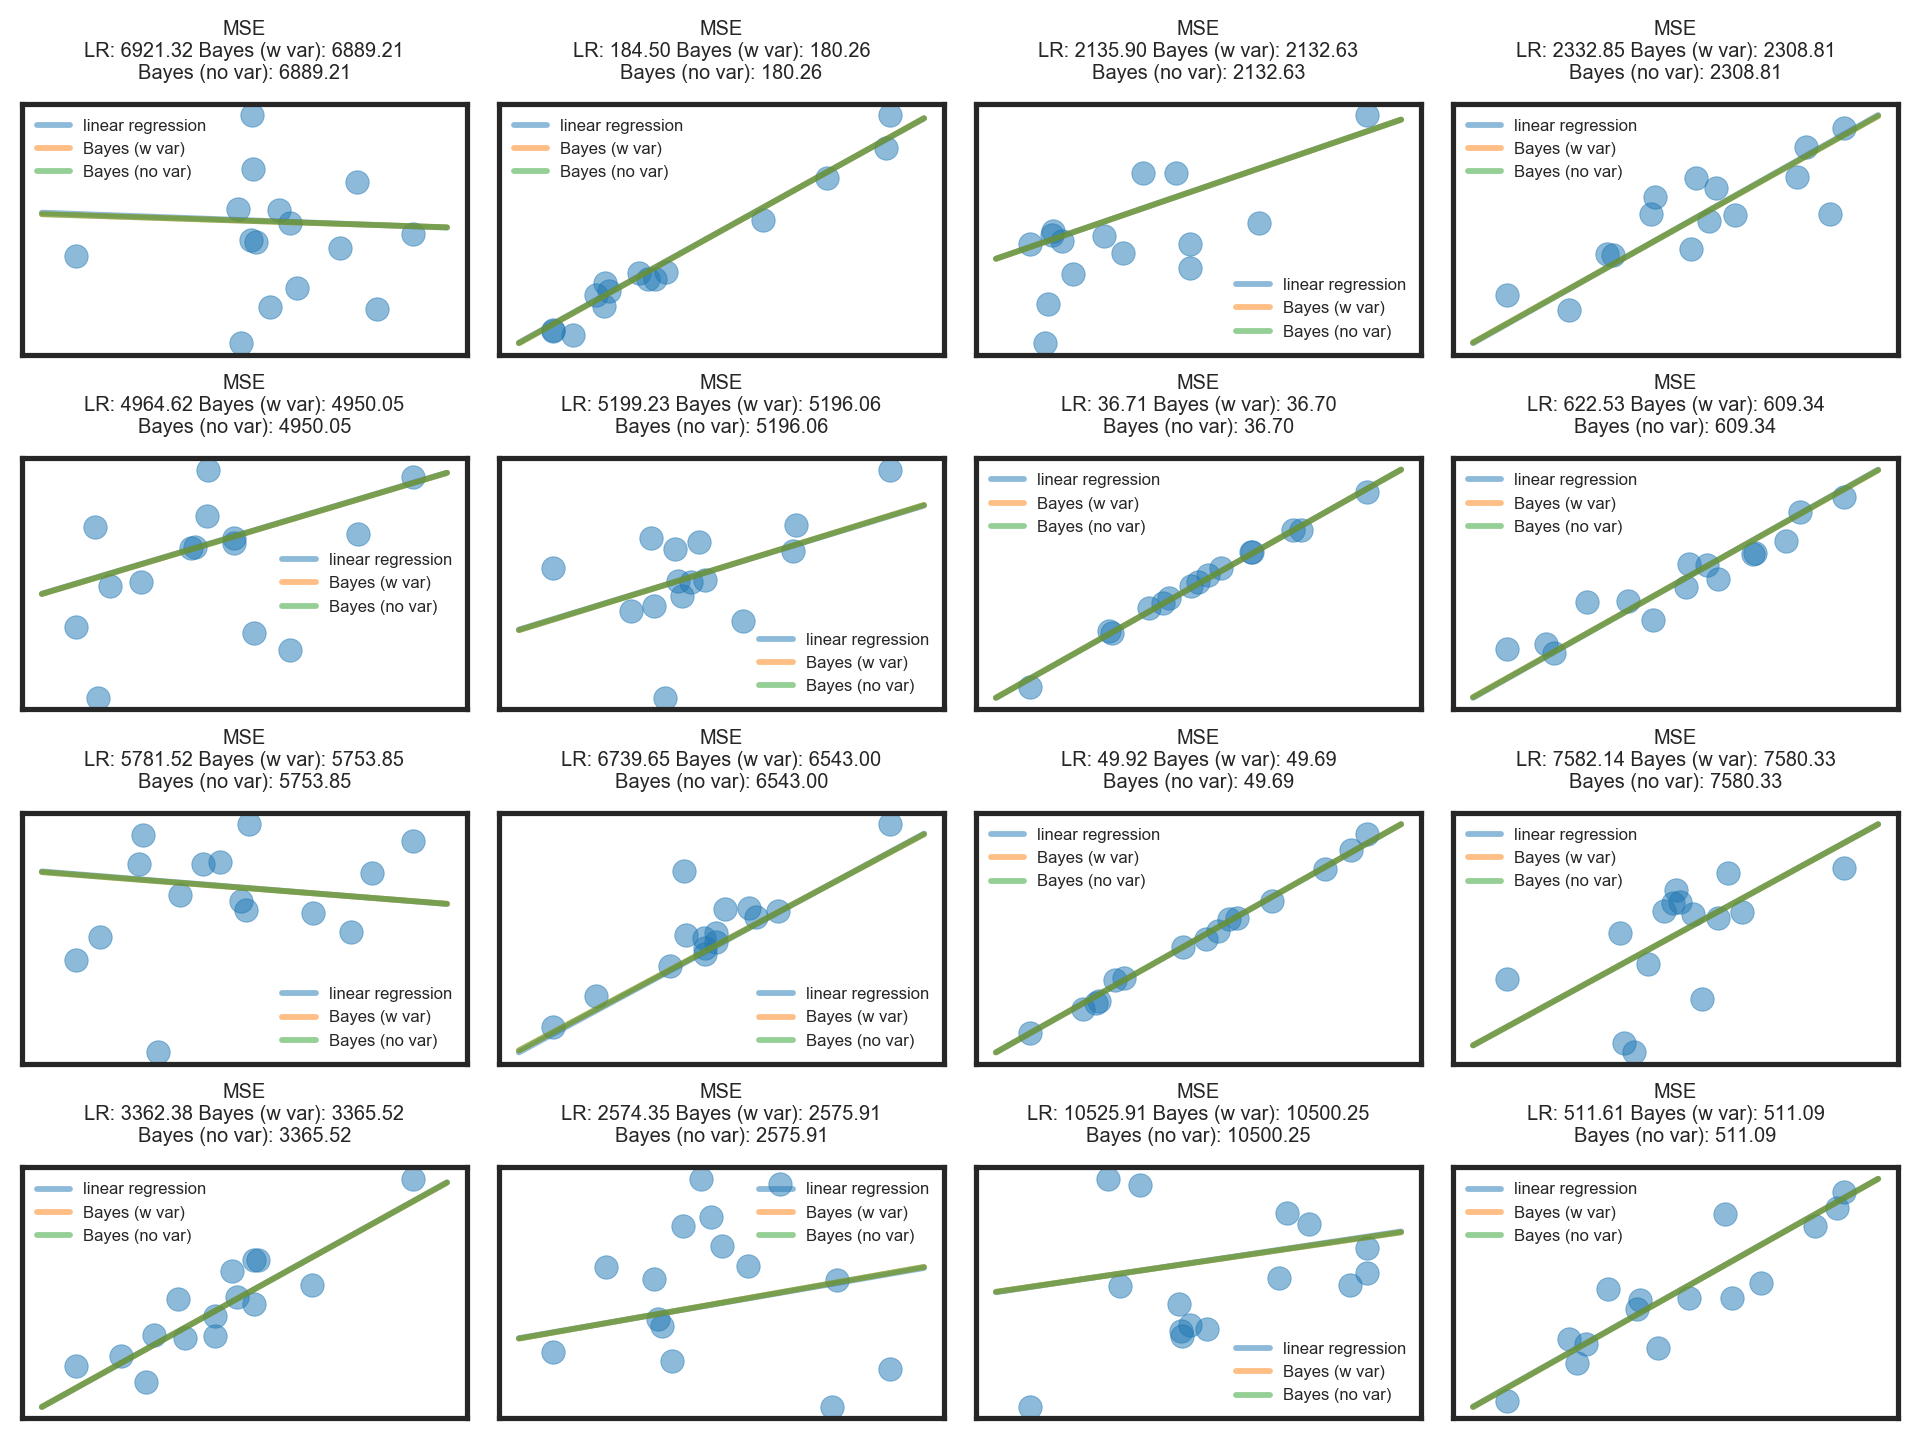 MSE
LR: 6921.32 Bayes (w var): 6889.21
Bayes (no var): 6889.21
linear regression
Bayes (w var)
Bayes (no var)
MSE
LR: 184.50 Bayes (w var): 180.26
Bayes (no var): 180.26
linear regression
Bayes (w var)
Bayes (no var)
MSE
LR: 2135.90 Bayes (w var): 2132.63
Bayes (no var): 2132.63
linear regression
Bayes (w var)
Bayes (no var)
MSE
LR: 2332.85 Bayes (w var): 2308.81
Bayes (no var): 2308.81
linear regression
Bayes (w var)
Bayes (no var)
MSE
LR: 4964.62 Bayes (w var): 4950.05
Bayes (no var): 4950.05
linear regression
Bayes (w var)
Bayes (no var)
MSE
LR: 5199.23 Bayes (w var): 5196.06
Bayes (no var): 5196.06
linear regression
Bayes (w var)
Bayes (no var)
MSE
LR: 36.71 Bayes (w var): 36.70
Bayes (no var): 36.70
linear regression
Bayes (w var)
Bayes (no var)
MSE
LR: 622.53 Bayes (w var): 609.34
Bayes (no var): 609.34
linear regression
Bayes (w var)
Bayes (no var)
MSE
LR: 5781.52 Bayes (w var): 5753.85
Bayes (no var): 5753.85
linear regression
Bayes (w var)
Bayes (no var)
MSE
LR: 6739.65 Bayes (w var): 6543.00
Bayes (no var): 6543.00
linear regression
Bayes (w var)
Bayes (no var)
MSE
LR: 49.92 Bayes (w var): 49.69
Bayes (no var): 49.69
linear regression
Bayes (w var)
Bayes (no var)
MSE
LR: 7582.14 Bayes (w var): 7580.33
Bayes (no var): 7580.33
linear regression
Bayes (w var)
Bayes (no var)
MSE
LR: 3362.38 Bayes (w var): 3365.52
Bayes (no var): 3365.52
linear regression
Bayes (w var)
Bayes (no var)
MSE
LR: 2574.35 Bayes (w var): 2575.91
Bayes (no var): 2575.91
linear regression
Bayes (w var)
Bayes (no var)
MSE
LR: 10525.91 Bayes (w var): 10500.25
Bayes (no var): 10500.25
linear regression
Bayes (w var)
Bayes (no var)
MSE
LR: 511.61 Bayes (w var): 511.09
Bayes (no var): 511.09
linear regression
Bayes (w var)
Bayes (no var)